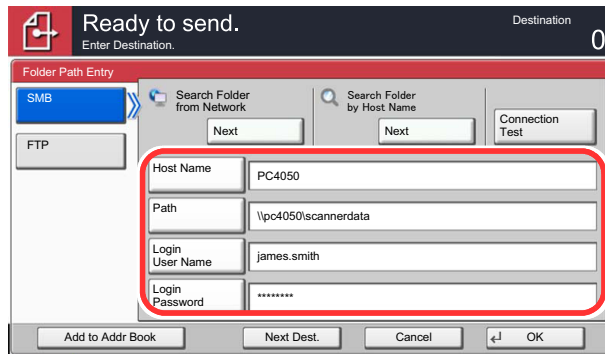 Ready to send.
Destination
Enter Destination.
0
Folder Path Entry
SMB
FTP
Search Folder
from Network
Next
Search Folder
by Host Name
Next
Connection
Test
Host Name
PC4050
Path
\\pc4050\scannerdata
Login
User Name
james.smith
Login
Password
********
Add to Addr Book
Next Dest.
Cancel
OK